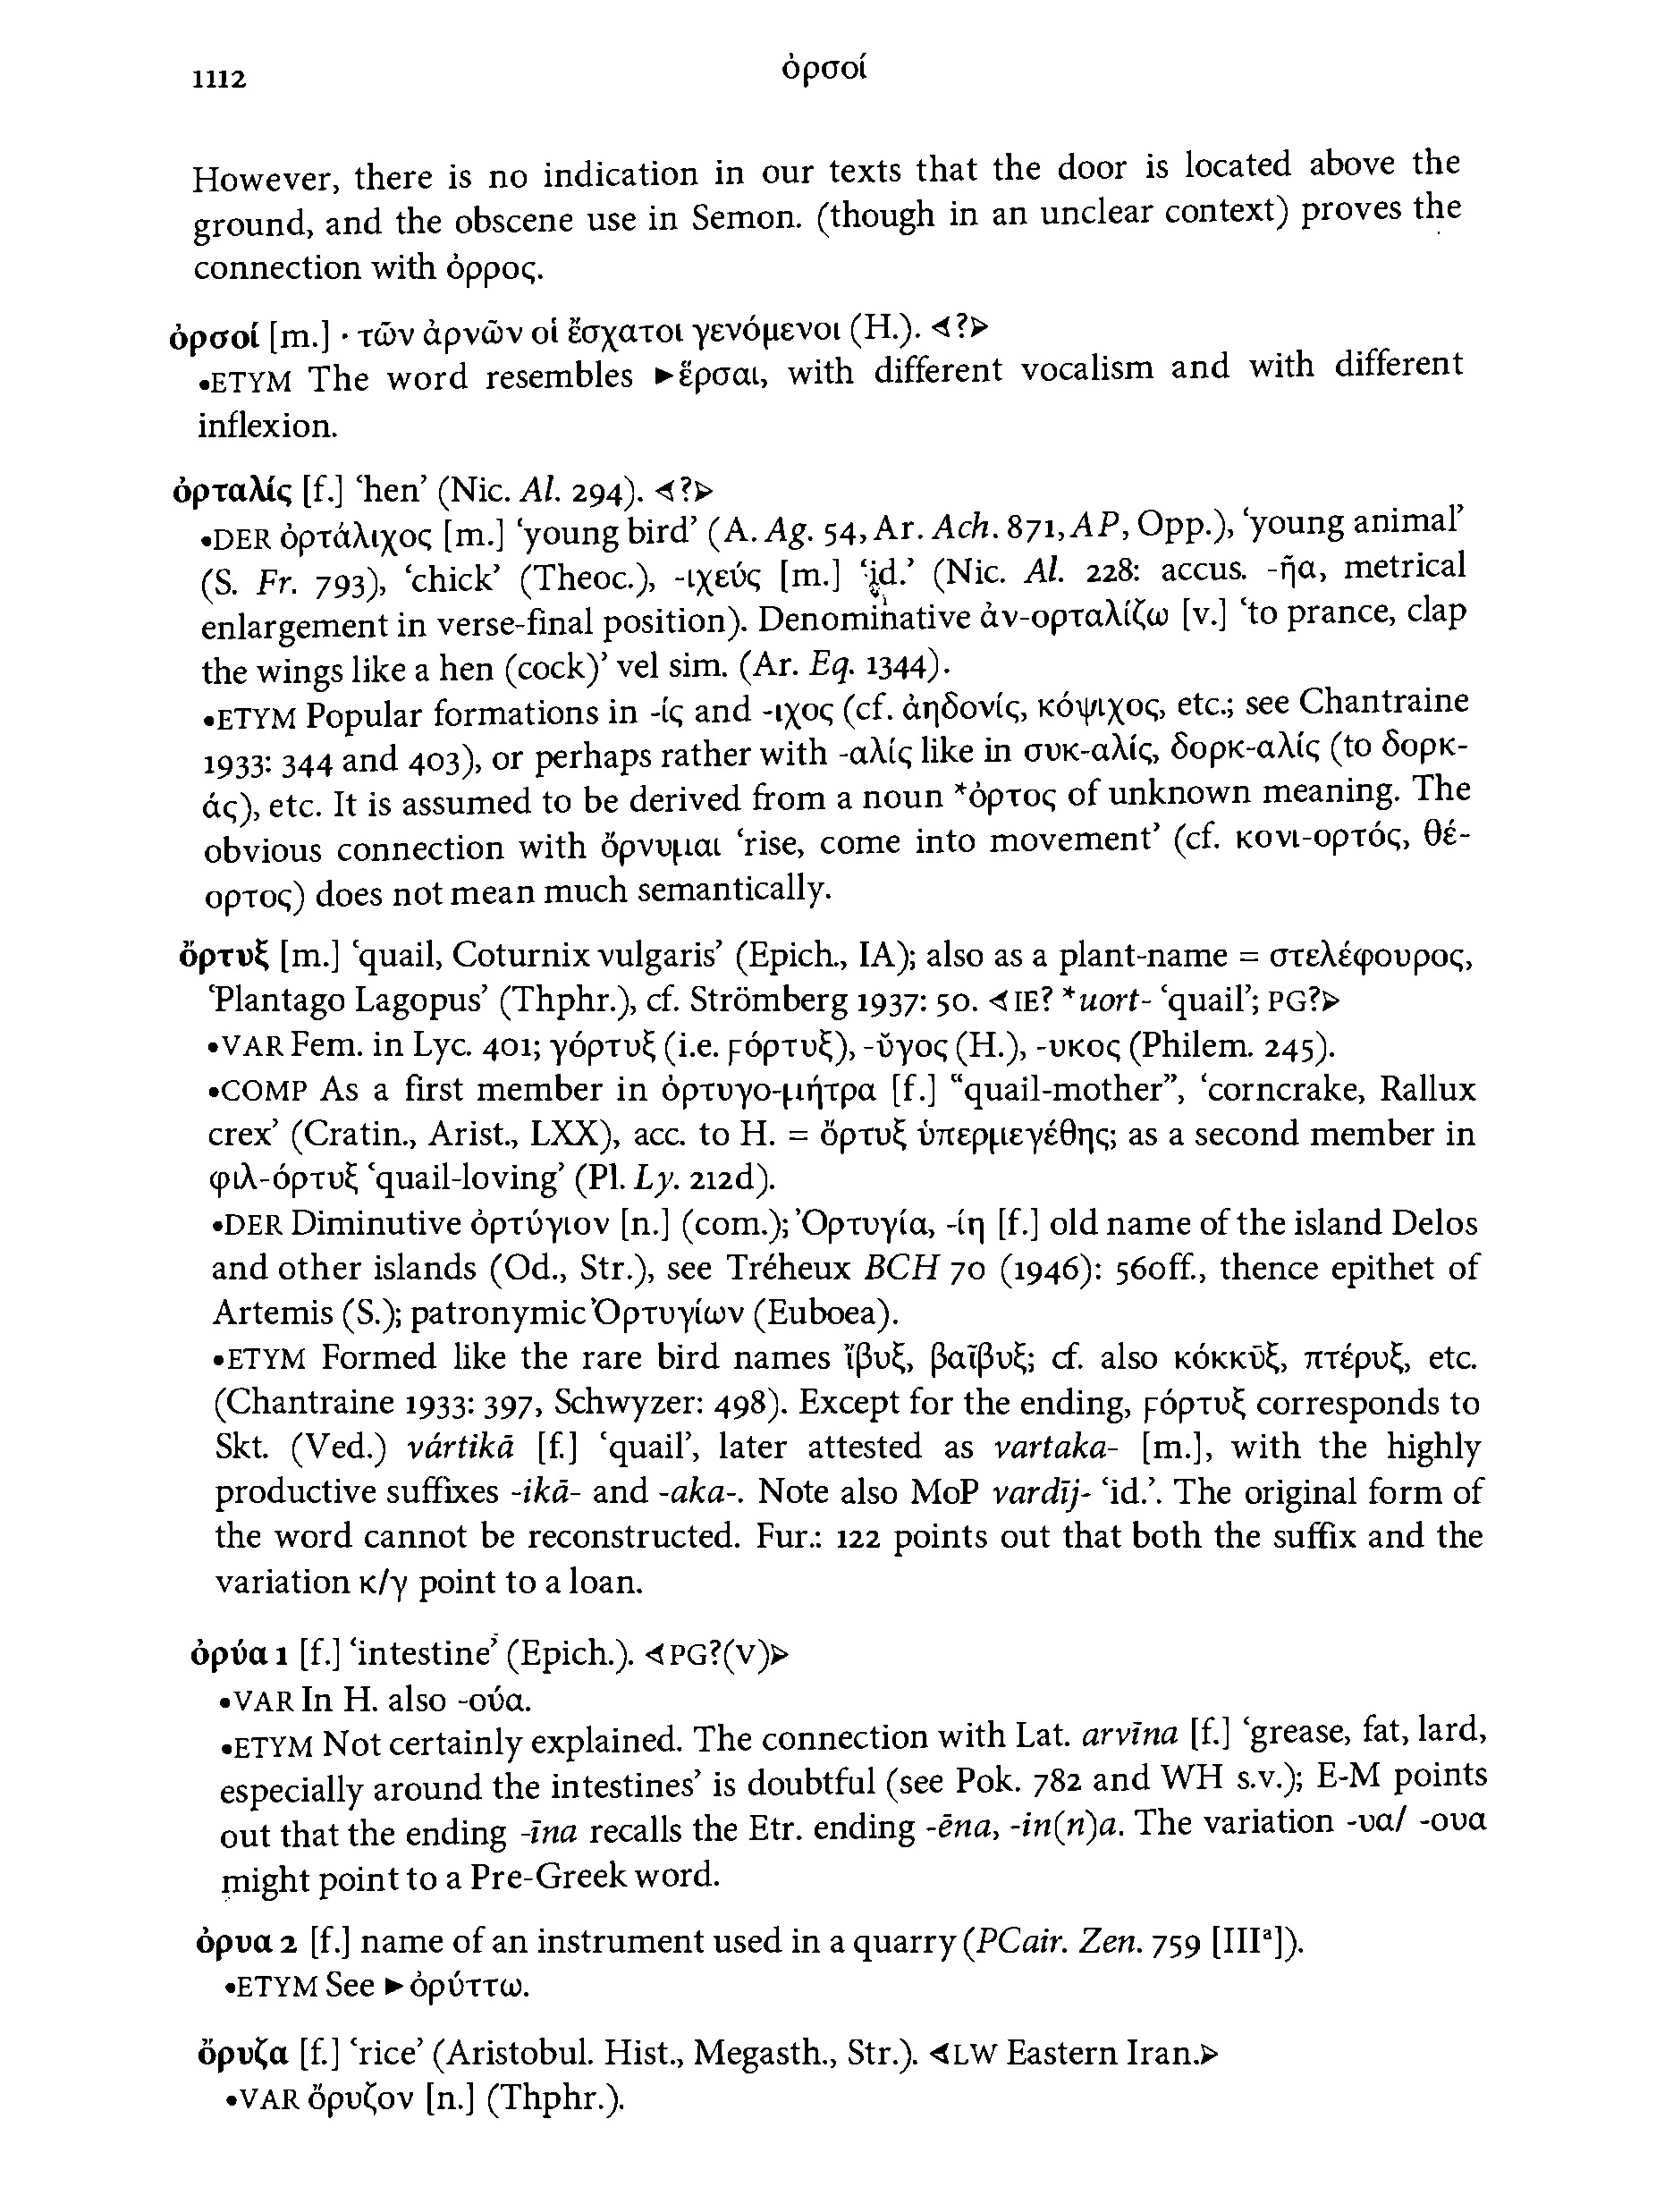 1112
ὀρσοί
However, there is no indication in our texts that the door is located above the
ground, and the obscene use in Semon. (though in an unclear context) proves the
connection with ὄρρος.
ὀρσοί [m.] · τῶν ἀρνῶν οἱ ἔσχατοι γενόμενοι (H.). ⊲?⊳
•ETYM The word resembles ►ἔρσαι, with different vocalism and with different
inflexion.
ὀρταλίς [f.] ‘hen’ (Nic. Al. 294). ⊲?⊳
•DER ὀρτάλιχος [m.] ‘young bird’ (A. Ag. 54, Ar. Ach. 871, AP, Opp.), ‘young animal’
(S. Fr. 793), ‘chick’ (Theoc.), -ιχεύς [m.] ‘id.’ (Nic. Al. 228: accus. -ῆα, metrical
enlargement in verse-final position). Denominative ἀν-ορταλίζω [v.] ‘to prance, clap
the wings like a hen (cock)’ vel sim. (Ar. Eq. 1344).
•ETYM Popular formations in -ίς and -ιχος (cf. ἀηδονίς, κόψιχος, etc.; see Chantraine
1933: 344 and 403), or perhaps rather with -αλίς like in συκ-αλίς, δορκ-αλίς (to δορκ-
άς), etc. It is assumed to be derived from a noun *ὀρτος of unknown meaning. The
obvious connection with ὄρνυμαι ‘rise, come into movement’ (cf. κονι-ορτός, θέ-
ορτος) does not mean much semantically.
ὄρτυξ [m.] ‘quail, Coturnix vulgaris’ (Epich., IA); also as a plant-name = στελέφουρος,
‘Plantago Lagopus’ (Thphr.), cf. Strömberg 1937: 50. ⊲IE? *uort- ‘quail’; PG?⊳
•VAR Fem. in Lyc. 401; γόρτυξ (i.e. ϝόρτυξ), -ῡγος (H.), -υκος (Philem. 245).
•COMP As a first member in ὀρτυγο-μήτρα [f.] “quail-mother”, ‘corncrake, Rallux
crex’ (Cratin., Arist., LXX), acc. to H. = ὄρτυξ ὑπερμεγέθης; as a second member in
φιλ-όρτυξ ‘quail-loving’ (Pl. Ly. 212d).
•DER Diminutive ὀρτύγιον [n.] (com.); Ὀρτυγία, -ίη [f.] old name of the island Delos
and other islands (Od., Str.), see Tréheux BCH 70 (1946): 560ff., thence epithet of
Artemis (S.); patronymic Ὀρτυγίων (Euboea).
•ETYM Formed like the rare bird names ἴβυξ, βαῖβυξ; cf. also κόκκῡξ, πτέρυξ, etc.
(Chantraine 1933: 397, Schwyzer: 498). Except for the ending, ϝόρτυξ corresponds to
Skt. (Ved.) vártikā [f.] ‘quail’, later attested as vartaka- [m.], with the highly
productive suffixes -ikā- and -aka-. Note also MoP vardīj- ‘id.’. The original form of
the word cannot be reconstructed. Fur.: 122 points out that both the suffix and the
variation κ/γ point to a loan.
ὀρύα 1 [f.] ‘intestine’ (Epich.). ⊲PG?(V)⊳
•VAR In H. also -ούα.
•ETYM Not certainly explained. The connection with Lat. arvīna [f.] ‘grease, fat, lard,
especially around the intestines’ is doubtful (see Pok. 782 and WH s.v.); E-M points
out that the ending -īna recalls the Etr. ending -ēna, -in(n)a. The variation -υα/ -ουα
might point to a Pre-Greek word.
ὀρυα 2 [f.] name of an instrument used in a quarry (PCair. Zen. 759 [IIIª]).
•ETYM See ►ὀρύττω.
ὄρυζα [f.] ‘rice’ (Aristobul. Hist., Megasth., Str.). ⊲LW Eastern Iran.⊳
•VAR ὄρυζον [n.] (Thphr.).